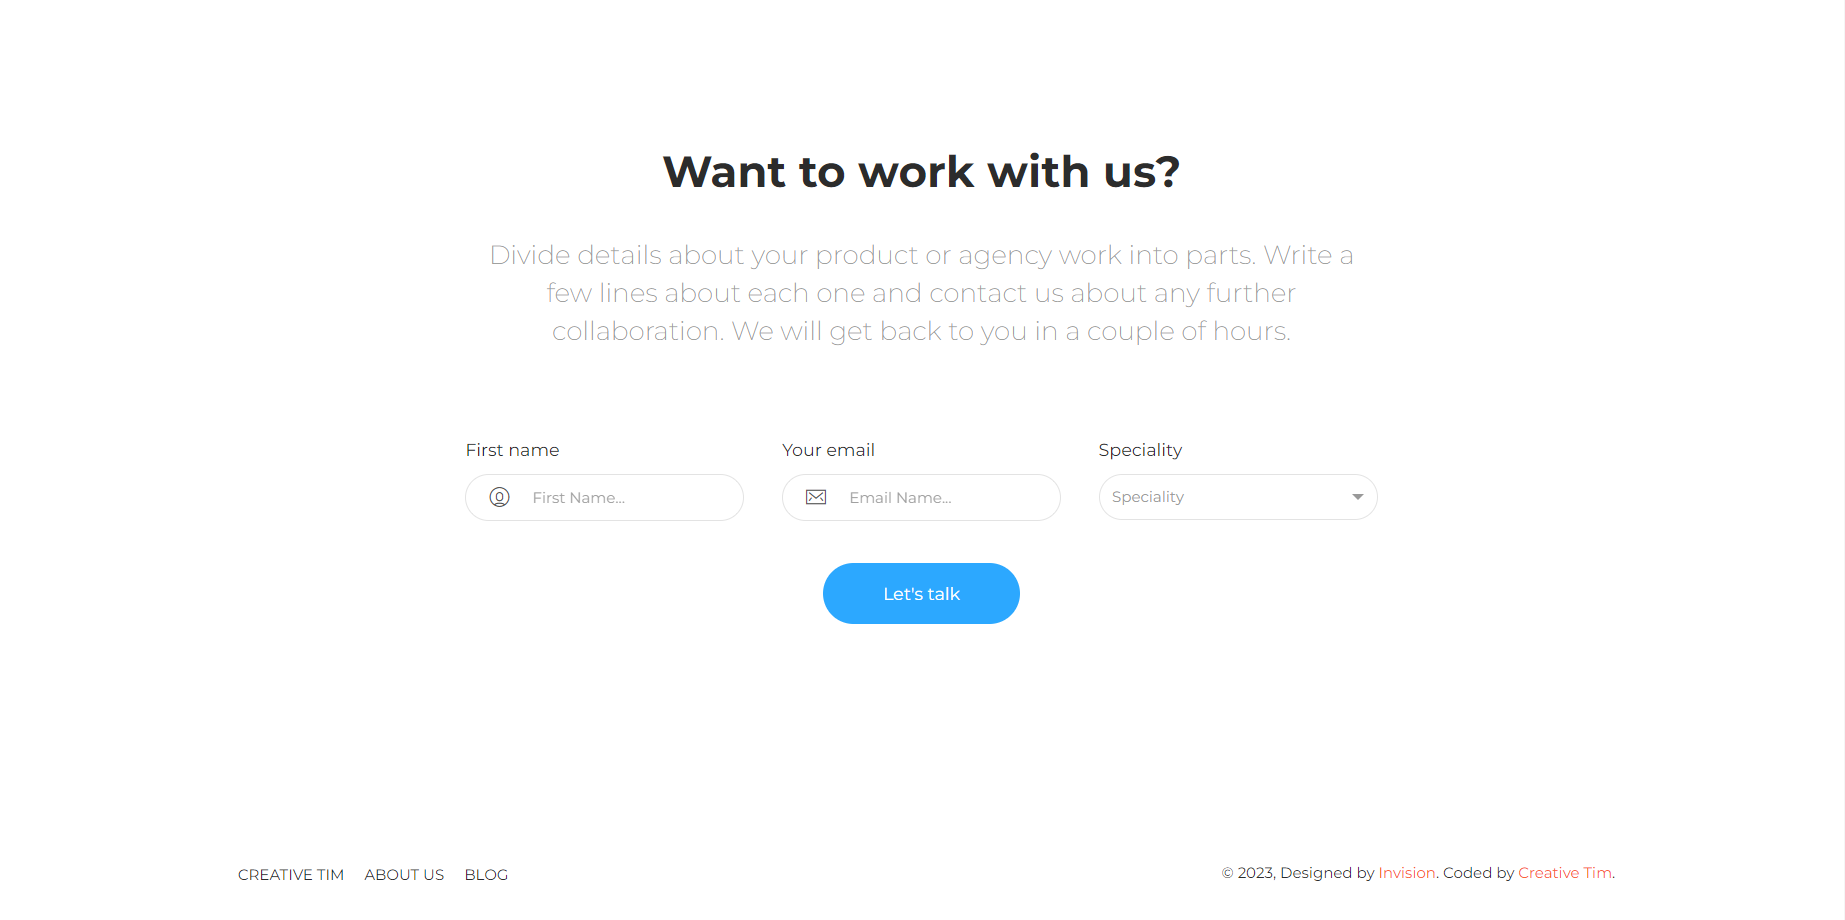 Want to work with us?
Divide details about your product or agency work into parts. Write a
few lines about each one and contact us about any further
collaboration. We will get back to you in a couple of hours.
First name
Your email
Speciality
First Name...
Email Name...
Speciality
Let's talk
CREATIVE TIM ABOUT US BLOG
© 2023, Designed by Invision. Coded by Creative Tim.